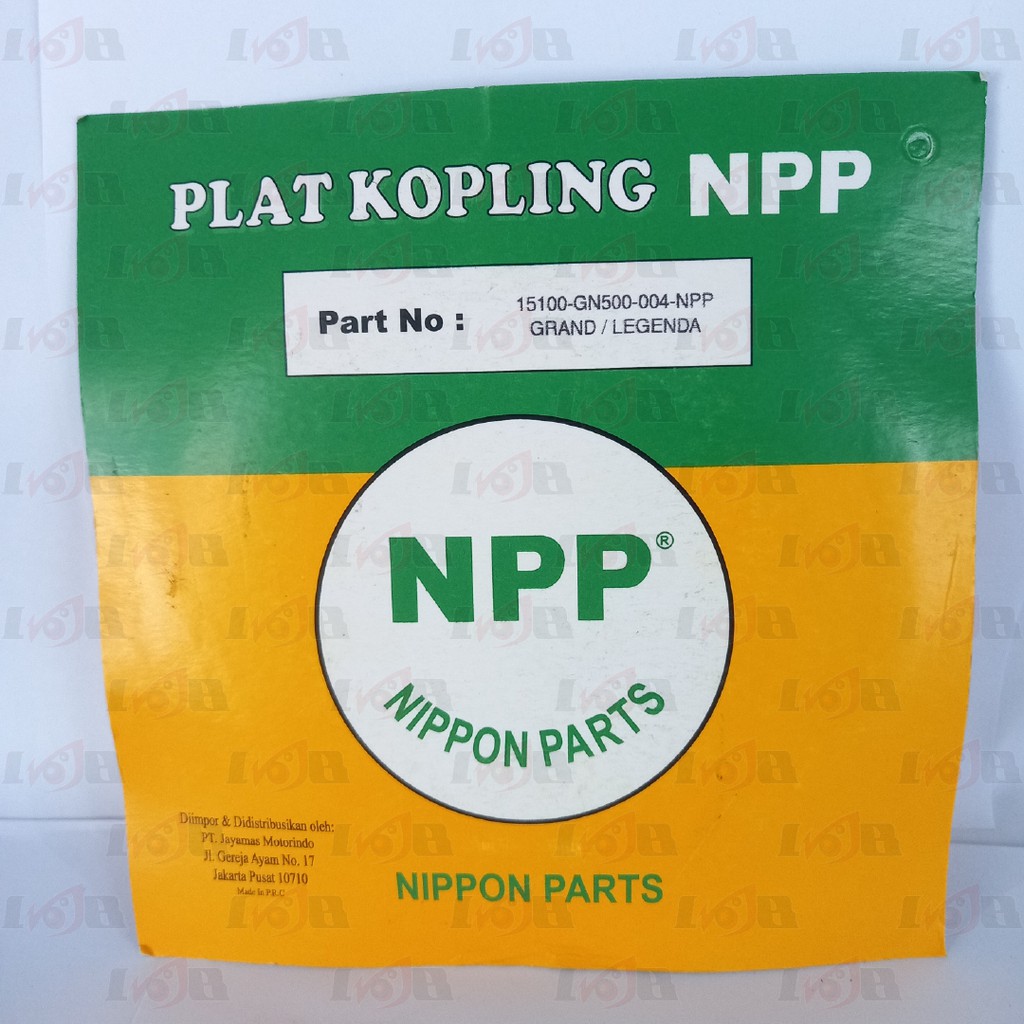 PLAT KOPLING NPP
Part No :
15100-GN500-004-NPP
GRAND / LEGENDA
NPP®
NIPPON PARTS
Diimpor & Didistribusikan oleh:
PT. Jayamas Motorindo
Jl. Gereja Ayam No. 17
Jakarta Pusat 10710
Made In P.R.C
NIPPON PARTS